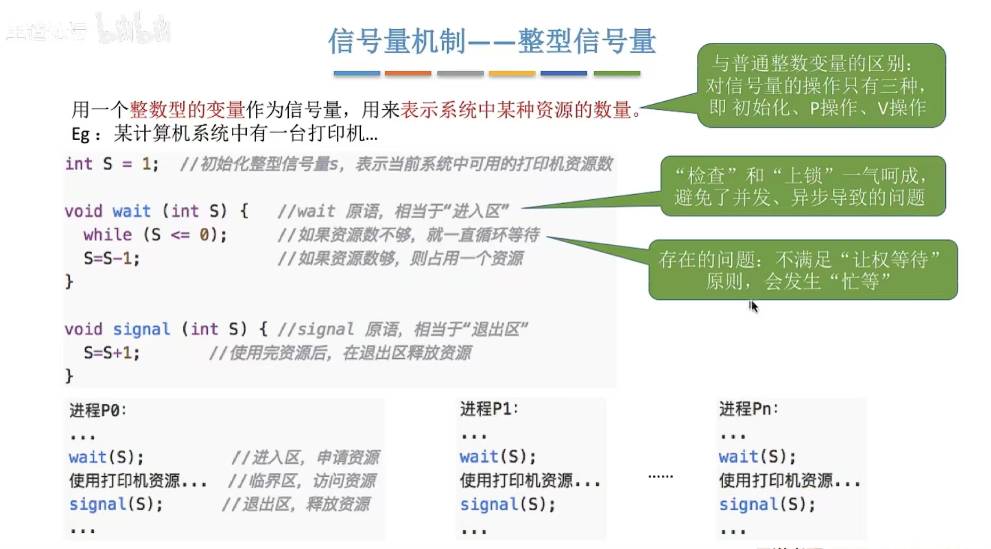 信号量机制——整型信号量
与普通整数变量的区别：
对信号量的操作只有三种，
即 初始化、P操作、V操作
用一个整数型的变量作为信号量，用来表示系统中某种资源的数量。
Eg：某计算机系统中有一台打印机...
int S = 1;  //初始化整型信号量s，表示当前系统中可用的打印机资源数
“检查”和“上锁”一气呵成，
避免了并发、异步导致的问题
void wait (int S) {   //wait 原语，相当于“进入区”
while (S <= 0);   //如果资源数不够，就一直循环等待
S=S-1;   //如果资源数够，则占用一个资源
}
存在的问题：不满足“让权等待”
原则，会发生“忙等”
void signal (int S) { //signal 原语，相当于“退出区”
S=S+1;   //使用完资源后，在退出区释放资源
}
进程P0：
...
wait(S);   //进入区，申请资源
使用打印机资源...  //临界区，访问资源
signal(S);   //退出区，释放资源
...
进程P1：
...
wait(S);
使用打印机资源...
signal(S);
...
......
进程Pn：
...
wait(S);
使用打印机资源...
signal(S);
...